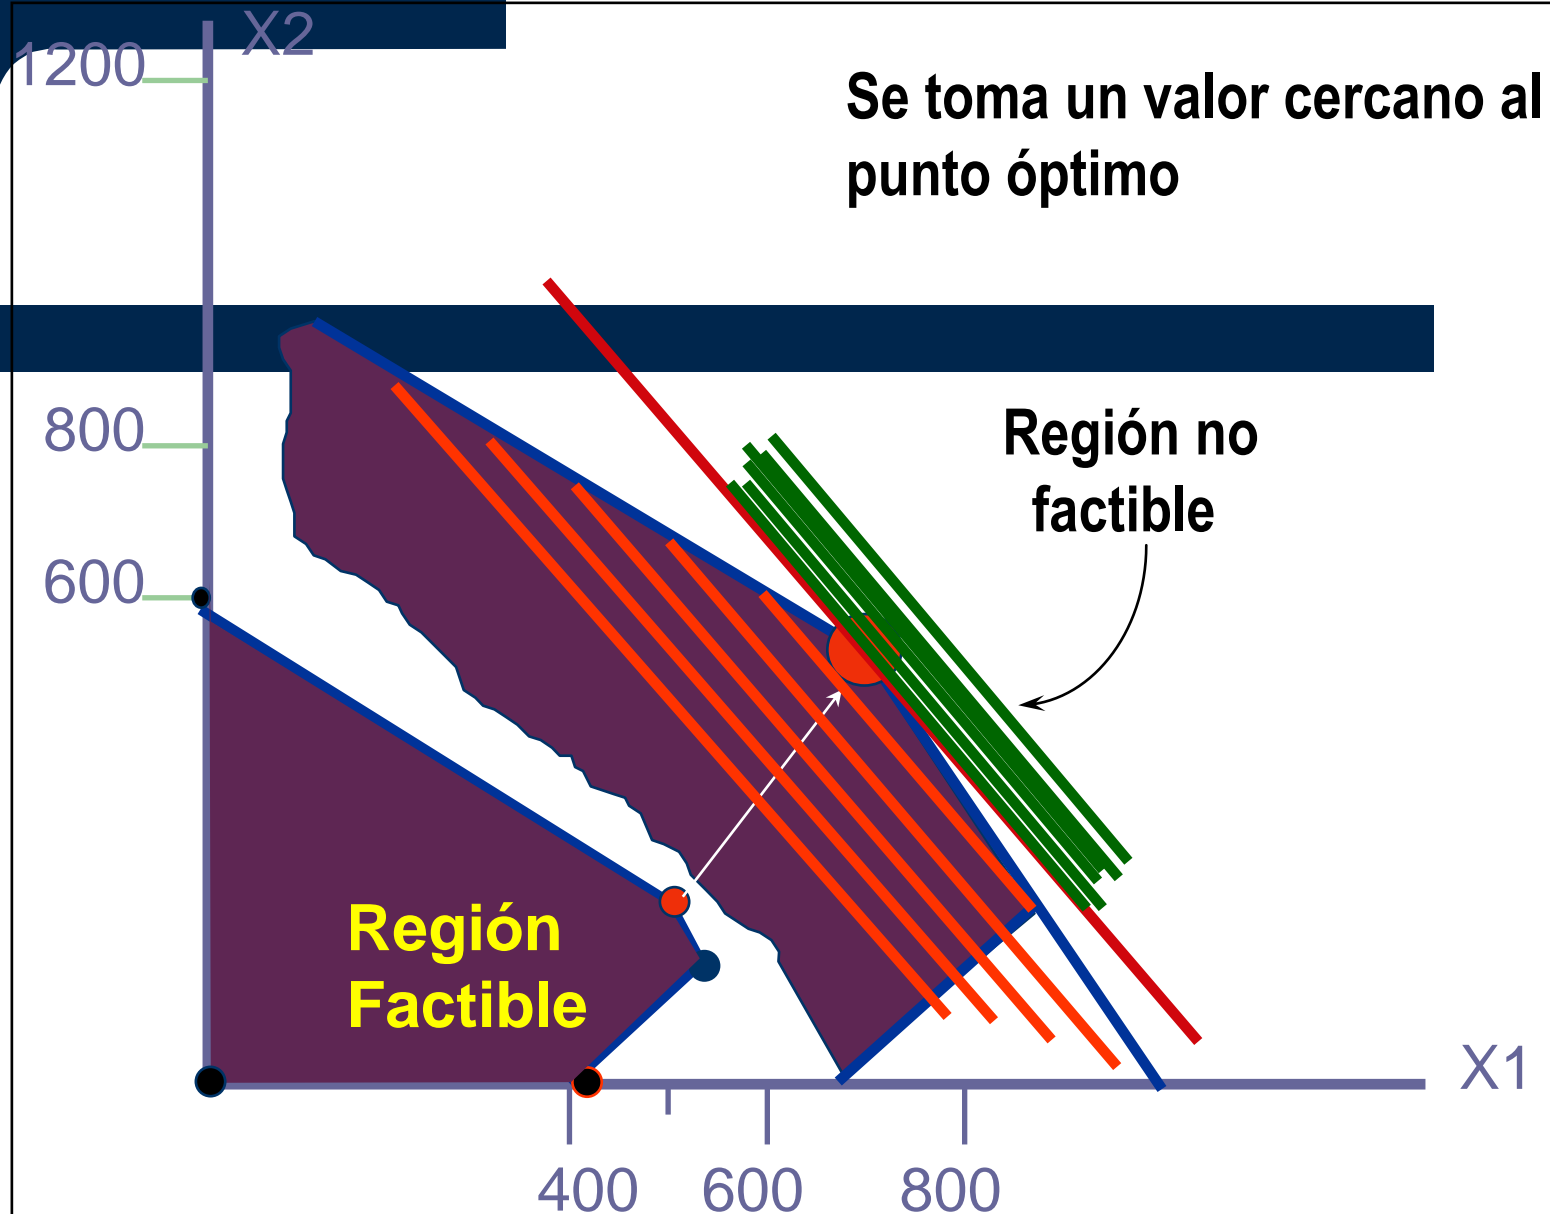 X2
1200
Se toma un valor cercano al
punto óptimo
800
Región no
factible
600
Región
Factible
X1
400
600
800